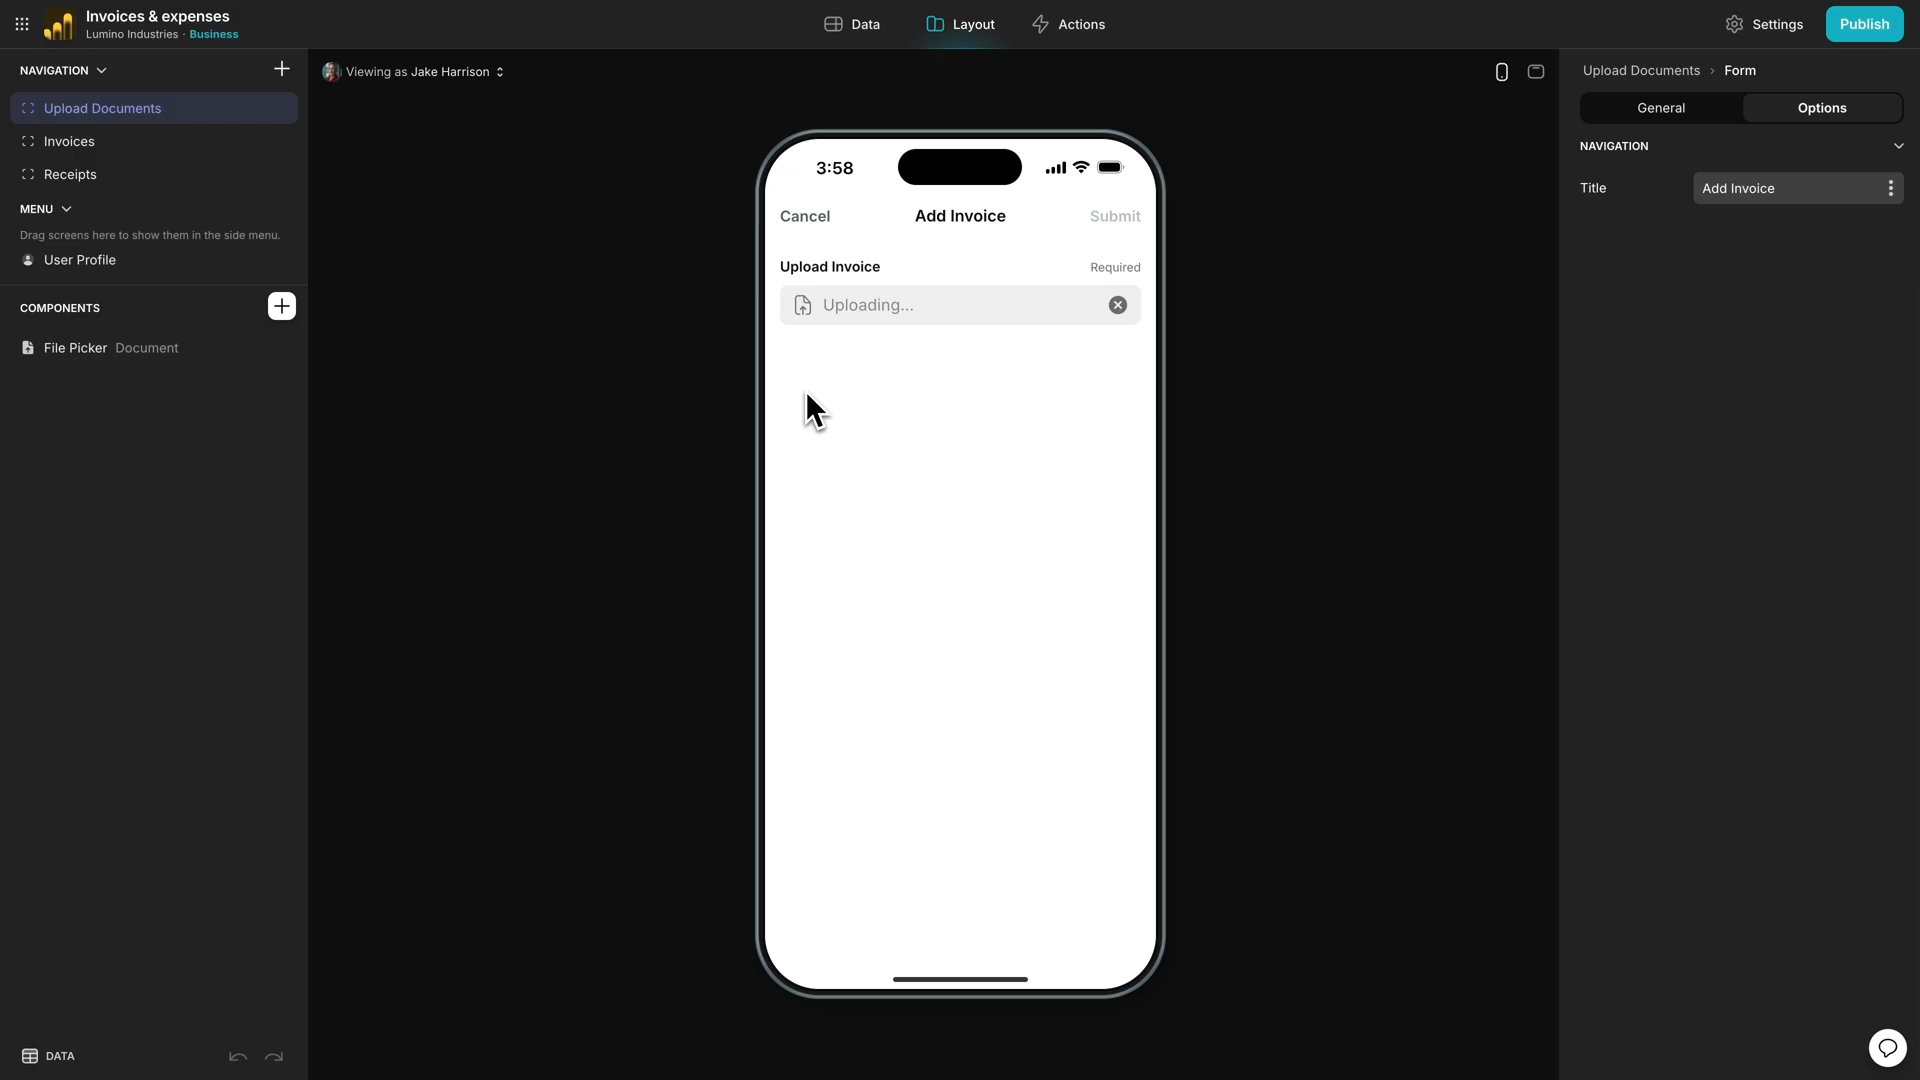 Invoices & expenses
Lumino Industries · Business
Data
Layout
Actions
Settings
Publish
NAVIGATION
Upload Documents
Invoices
Receipts
MENU
Drag screens here to show them in the side menu.
User Profile
COMPONENTS
File Picker Document
DATA
Viewing as Jake Harrison
3:58
Cancel
Add Invoice
Submit
Upload Invoice
Required
Uploading...
Upload Documents › Form
General
Options
NAVIGATION
Title
Add Invoice